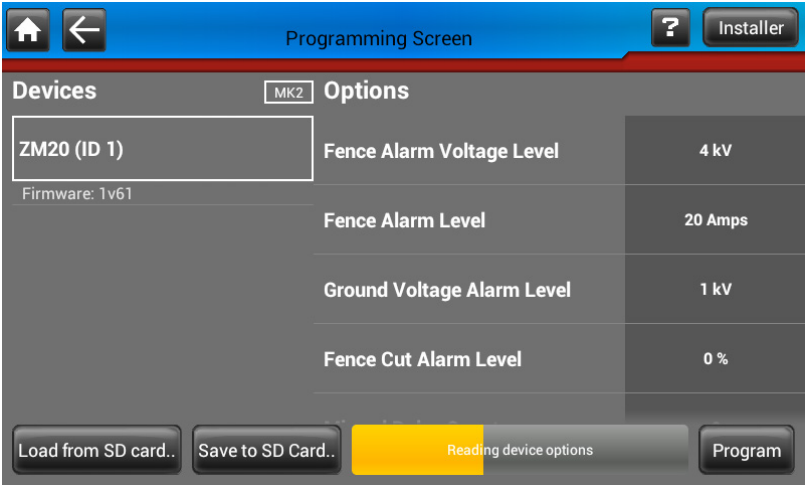 Programming Screen
?
Installer
Devices
MK2
Options
ZM20 (ID 1)
Firmware: 1v61
Fence Alarm Voltage Level
4 kV
Fence Alarm Level
20 Amps
Ground Voltage Alarm Level
1 kV
Fence Cut Alarm Level
0 %
Load from SD card..
Save to SD Card..
Reading device options
Program